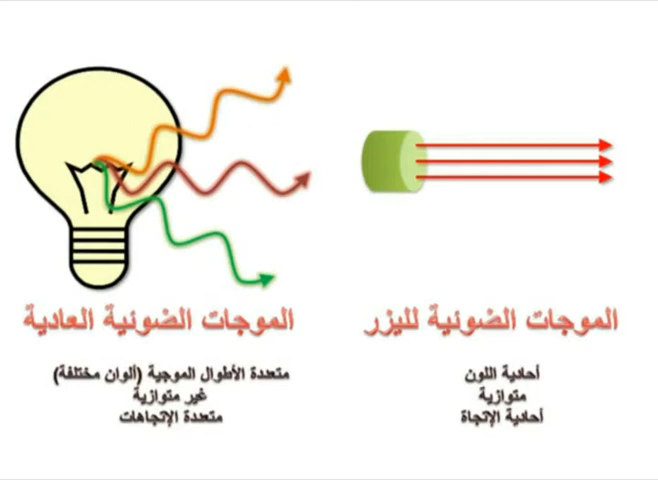 الموجات الضوئية لليزر
أحادية اللون
متوازية
أحادية الإتجاة
الموجات الضوئية العادية
متعددة الأطوال الموجية (ألوان مختلفة)
غير متوازية
متعددة الإتجاهات